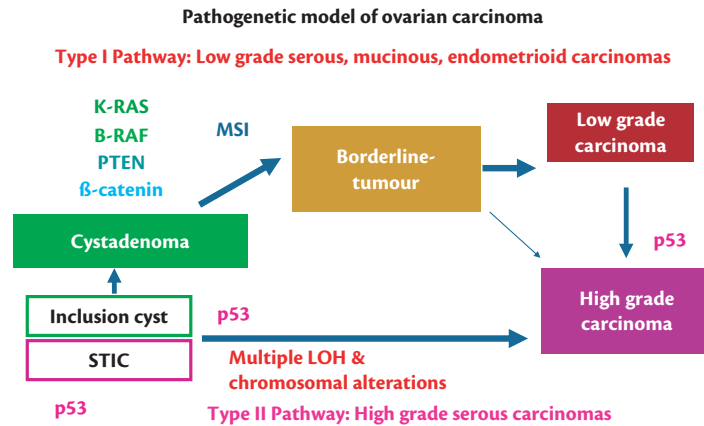 Pathogenetic model of ovarian carcinoma
Type I Pathway: Low grade serous, mucinous, endometrioid carcinomas
K-RAS
B-RAF
PTEN
ß-catenin
MSI
Borderline-
tumour
Low grade
carcinoma
Cystadenoma
p53
High grade
carcinoma
Inclusion cyst
p53
STIC
Multiple LOH &
chromosomal alterations
p53
Type II Pathway: High grade serous carcinomas